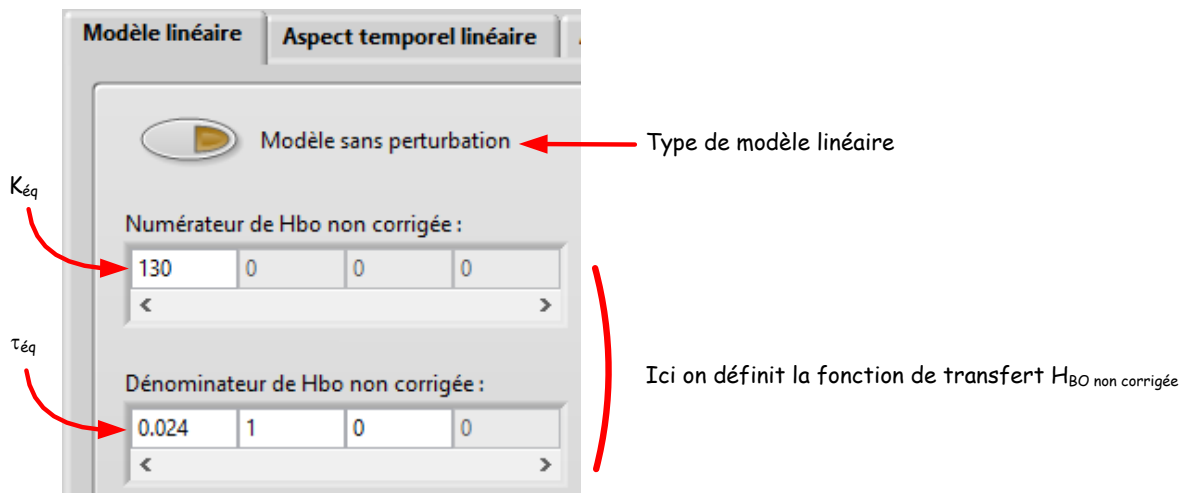 Modèle linéaire
Aspect temporel linéaire
Modèle sans perturbation
Type de modèle linéaire
Kéq
Numérateur de Hbo non corrigée :
130 0 0 0
< >
τéq
Dénominateur de Hbo non corrigée :
Ici on définit la fonction de transfert HBO non corrigée
0.024 1 0 0
< >